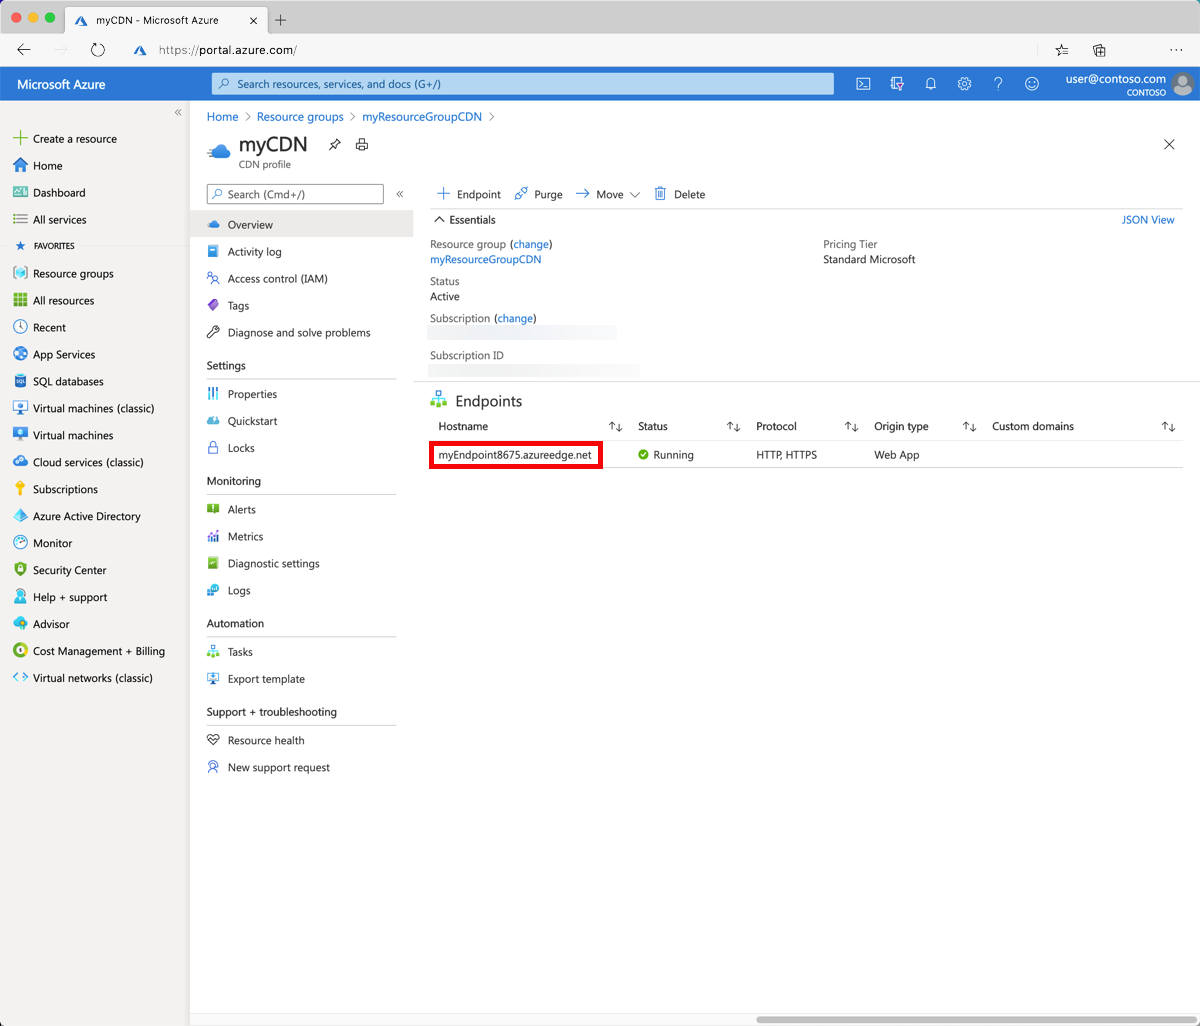 myCDN - Microsoft Azure
https://portal.azure.com/
Microsoft Azure
Search resources, services, and docs (G+/)
user@contoso.com
CONTOSO
Create a resource
Home
Dashboard
All services
FAVORITES
Resource groups
All resources
Recent
App Services
SQL databases
Virtual machines (classic)
Virtual machines
Cloud services (classic)
Subscriptions
Azure Active Directory
Monitor
Security Center
Help + support
Advisor
Cost Management + Billing
Virtual networks (classic)
Home > Resource groups > myResourceGroupCDN >
myCDN
CDN profile
Search (Cmd+/)
Overview
Activity log
Access control (IAM)
Tags
Diagnose and solve problems
Settings
Properties
Quickstart
Locks
Monitoring
Alerts
Metrics
Diagnostic settings
Logs
Automation
Tasks
Export template
Support + troubleshooting
Resource health
New support request
Endpoint Purge Move Delete
Essentials JSON View
Resource group (change)
myResourceGroupCDN
Status
Active
Subscription (change)
Subscription ID
Pricing Tier
Standard Microsoft
Endpoints
Hostname Status Protocol Origin type Custom domains
myEndpoint8675.azureedge.net Running HTTP, HTTPS Web App